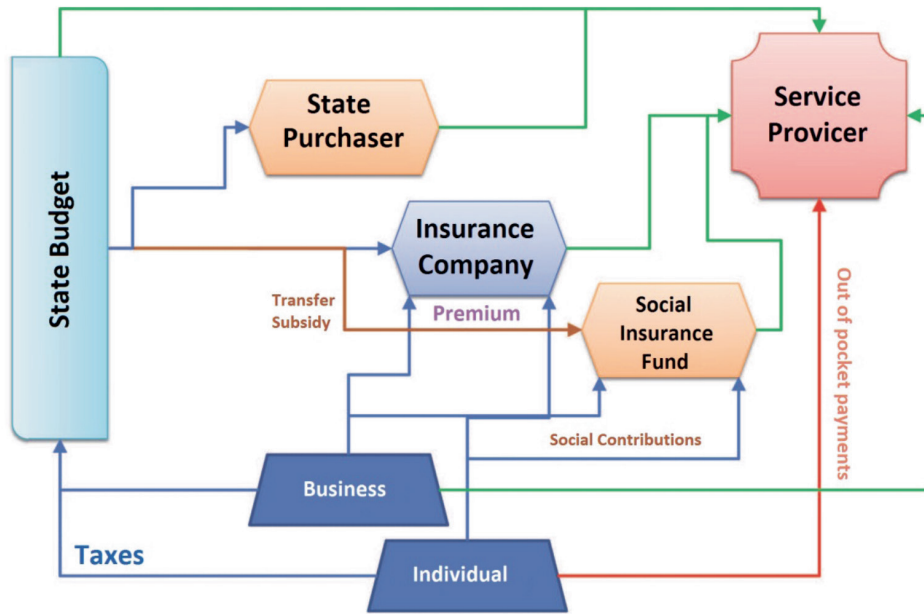 State Budget
State
Purchaser
Service
Provicer
Insurance
Company
Transfer
Subsidy
Premium
Social
Insurance
Fund
Out of pocket payments
Social Contributions
Business
Taxes
Individual